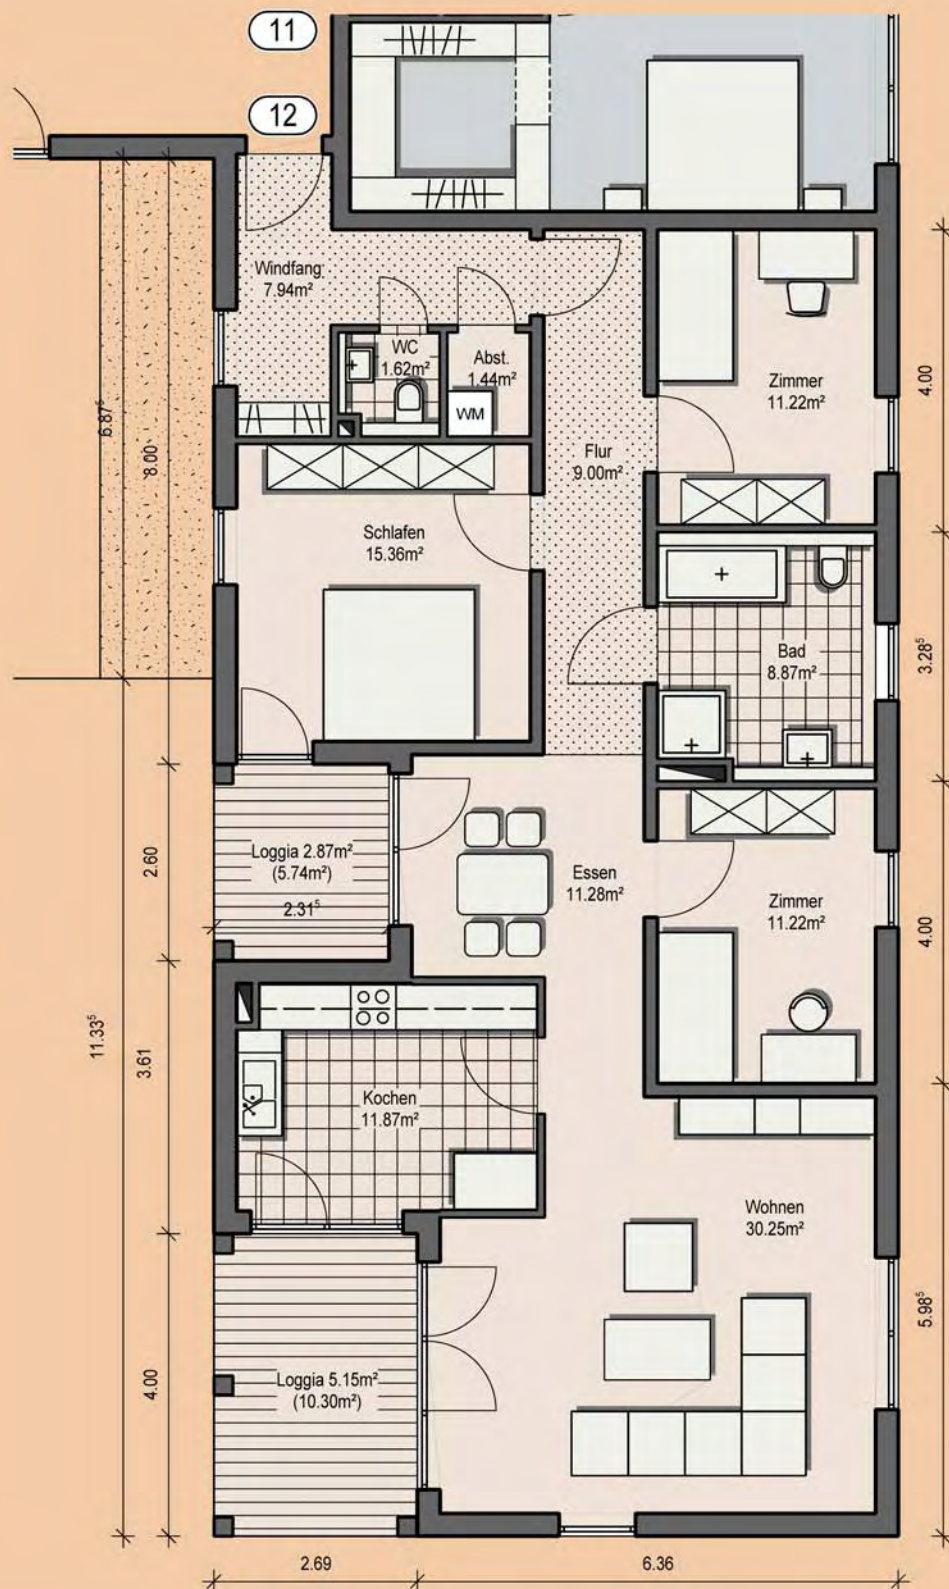 11
12
Windfang
7.94m²
WC
1.62m²
Abst.
1.44m²
WM
Zimmer
11.22m²
4.00
6.87⁵
8.00
Flur
9.00m²
Schlafen
15.36m²
Bad
8.87m²
3.28⁵
Loggia 2.87m²
(5.74m²)
2.31⁵
2.60
Essen
11.28m²
Zimmer
11.22m²
4.00
11.33⁵
3.61
Kochen
11.87m²
Wohnen
30.25m²
5.98⁵
Loggia 5.15m²
(10.30m²)
4.00
2.69
6.36